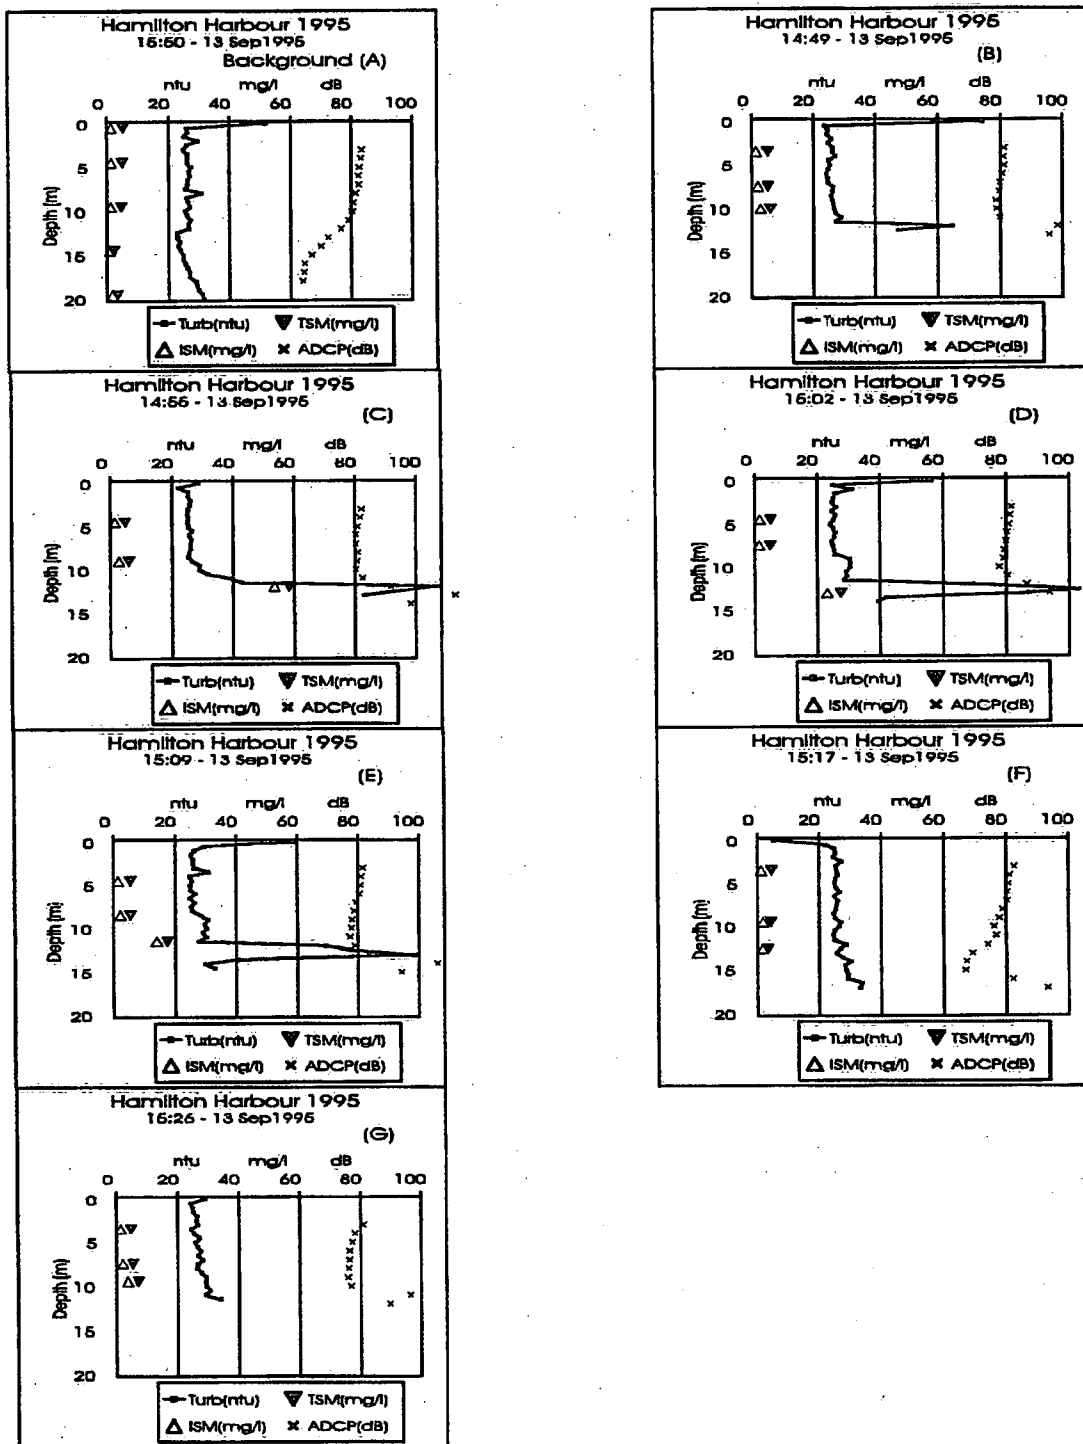 Hamilton Harbour 1995
15:50 - 13 Sep1995
Background (A)
ntu mg/l dB
0 20 40 60 80 100
0
5
10
15
20
Depth (m)
Turb(ntu) TSM(mg/l)
ISM(mg/l) ADCP(dB)
Hamilton Harbour 1995
14:49 - 13 Sep1995
(B)
ntu mg/l dB
0 20 40 60 80 100
0
5
10
15
20
Depth (m)
Turb(ntu) TSM(mg/l)
ISM(mg/l) ADCP(dB)
Hamilton Harbour 1995
14:55 - 13 Sep1995
(C)
ntu mg/l dB
0 20 40 60 80 100
0
5
10
15
20
Depth (m)
Turb(ntu) TSM(mg/l)
ISM(mg/l) ADCP(dB)
Hamilton Harbour 1995
15:02 - 13 Sep1995
(D)
ntu mg/l dB
0 20 40 60 80 100
0
5
10
15
20
Depth (m)
Turb(ntu) TSM(mg/l)
ISM(mg/l) ADCP(dB)
Hamilton Harbour 1995
15:09 - 13 Sep1995
(E)
ntu mg/l dB
0 20 40 60 80 100
0
5
10
15
20
Depth (m)
Turb(ntu) TSM(mg/l)
ISM(mg/l) ADCP(dB)
Hamilton Harbour 1995
15:17 - 13 Sep1995
(F)
ntu mg/l dB
0 20 40 60 80 100
0
5
10
15
20
Depth (m)
Turb(ntu) TSM(mg/l)
ISM(mg/l) ADCP(dB)
Hamilton Harbour 1995
15:26 - 13 Sep1995
(G)
ntu mg/l dB
0 20 40 60 80 100
0
5
10
15
20
Depth (m)
Turb(ntu) TSM(mg/l)
ISM(mg/l) ADCP(dB)